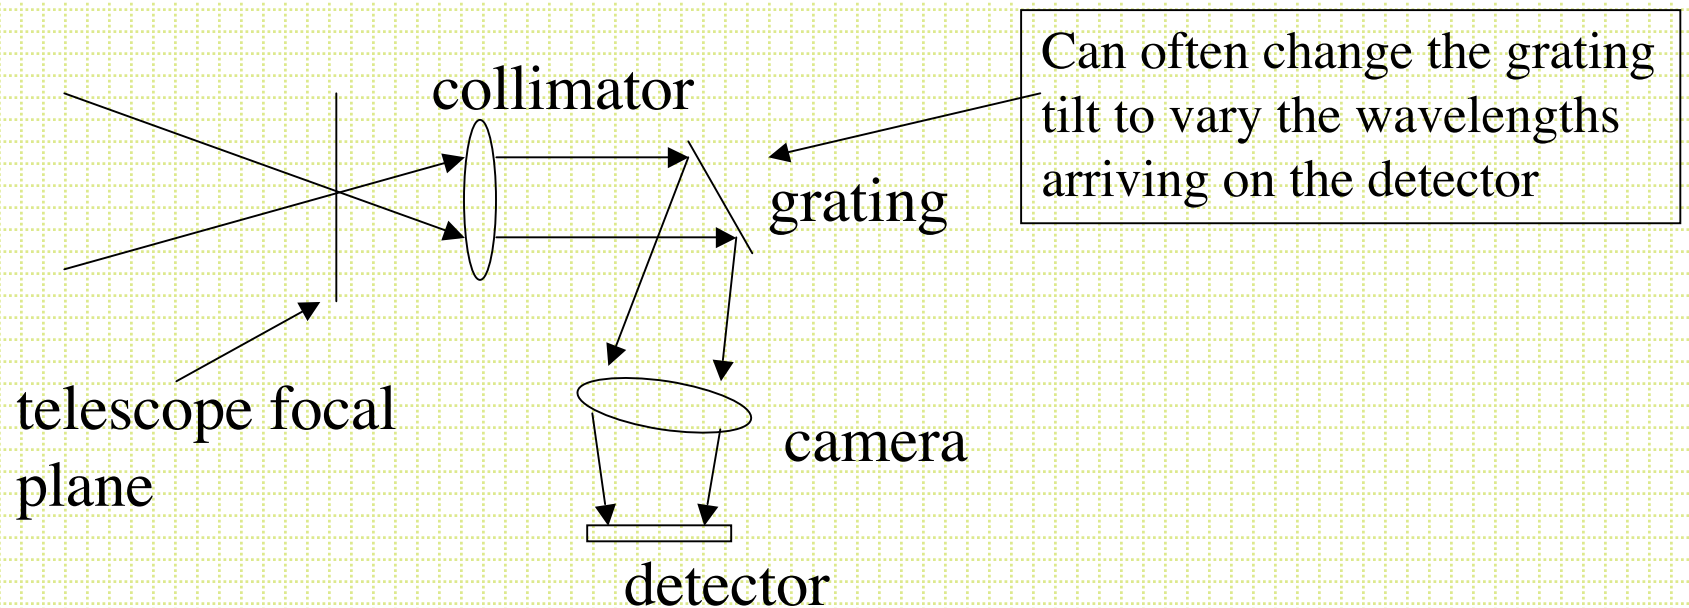 collimator
Can often change the grating
tilt to vary the wavelengths
arriving on the detector
grating
telescope focal
plane
camera
detector